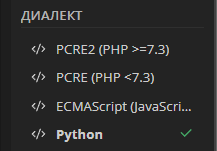 ДИАЛЕКТ
</> PCRE2 (PHP >=7.3)
</> PCRE (PHP <7.3)
</> ECMAScript (JavaScri...
</> Python